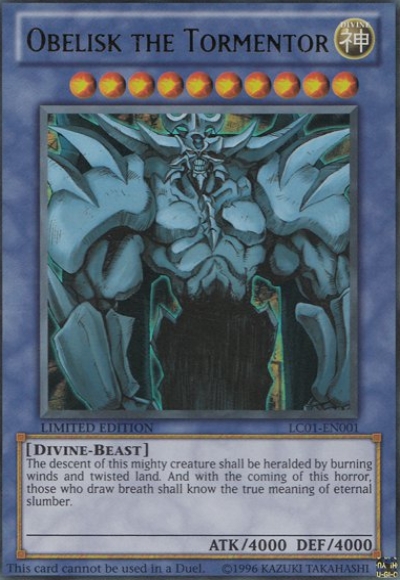 OBELISK THE TORMENTOR
DIVINE
神
LIMITED EDITION LC01-EN001
[DIVINE-BEAST]
The descent of this mighty creature shall be heralded by burning
winds and twisted land. And with the coming of this horror,
those who draw breath shall know the true meaning of eternal
slumber.
ATK/4000 DEF/4000
This card cannot be used in a Duel. ©1996 KAZUKI TAKAHASHI